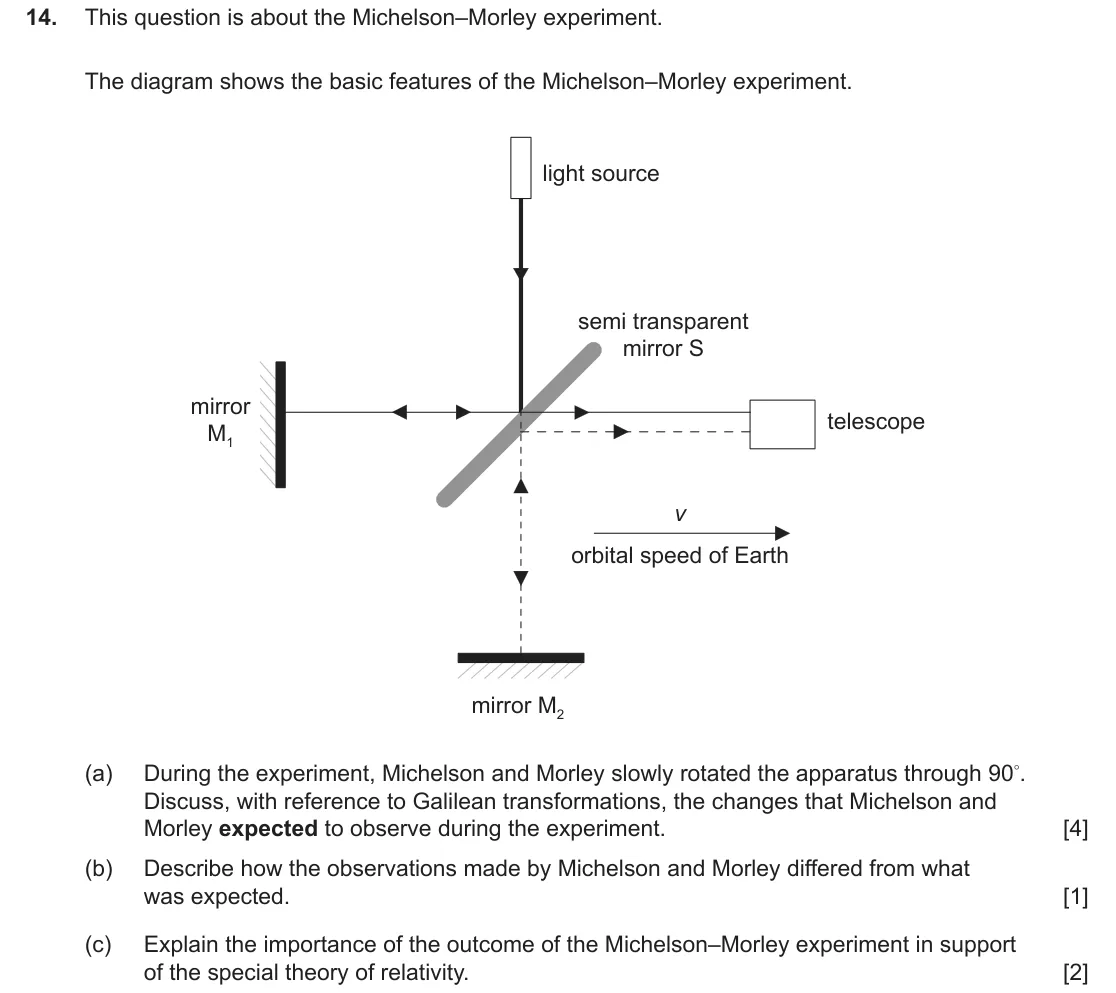 14. This question is about the Michelson–Morley experiment.
The diagram shows the basic features of the Michelson–Morley experiment.
light source
semi transparent
mirror S
mirror
M₁
telescope
v
orbital speed of Earth
mirror M₂
(a) During the experiment, Michelson and Morley slowly rotated the apparatus through 90°.
Discuss, with reference to Galilean transformations, the changes that Michelson and
Morley expected to observe during the experiment. [4]
(b) Describe how the observations made by Michelson and Morley differed from what
was expected. [1]
(c) Explain the importance of the outcome of the Michelson–Morley experiment in support
of the special theory of relativity. [2]